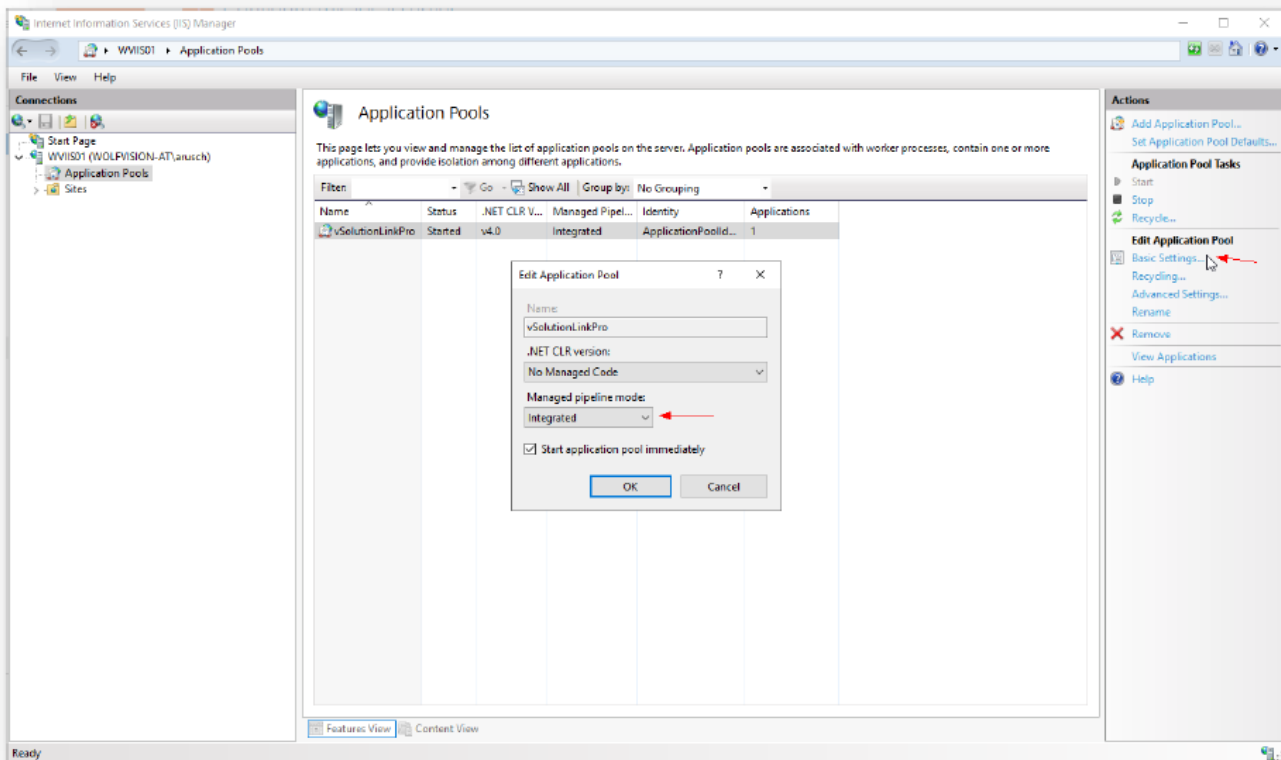 Internet Information Services (IIS) Manager
WVIIS01 Application Pools
File View Help
Connections
Start Page
WVIIS01 (WOLFVISION-AT\arusch)
Application Pools
Sites
Application Pools
This page lets you view and manage the list of application pools on the server. Application pools are associated with worker processes, contain one or more
applications, and provide isolation among different applications.
Filter: Go Show All Group by: No Grouping
Name Status .NET CLR V... Managed Pipel... Identity Applications
vSolutionLinkPro Started v4.0 Integrated ApplicationPoolId... 1
Edit Application Pool ?
Name:
vSolutionLinkPro
.NET CLR version:
No Managed Code
Managed pipeline mode:
Integrated
Start application pool immediately
OK Cancel
Features View Content View
Actions
Add Application Pool...
Set Application Pool Defaults...
Application Pool Tasks
Start
Stop
Recycle...
Edit Application Pool
Basic Settings...
Recycling...
Advanced Settings...
Rename
Remove
View Applications
Help
Ready